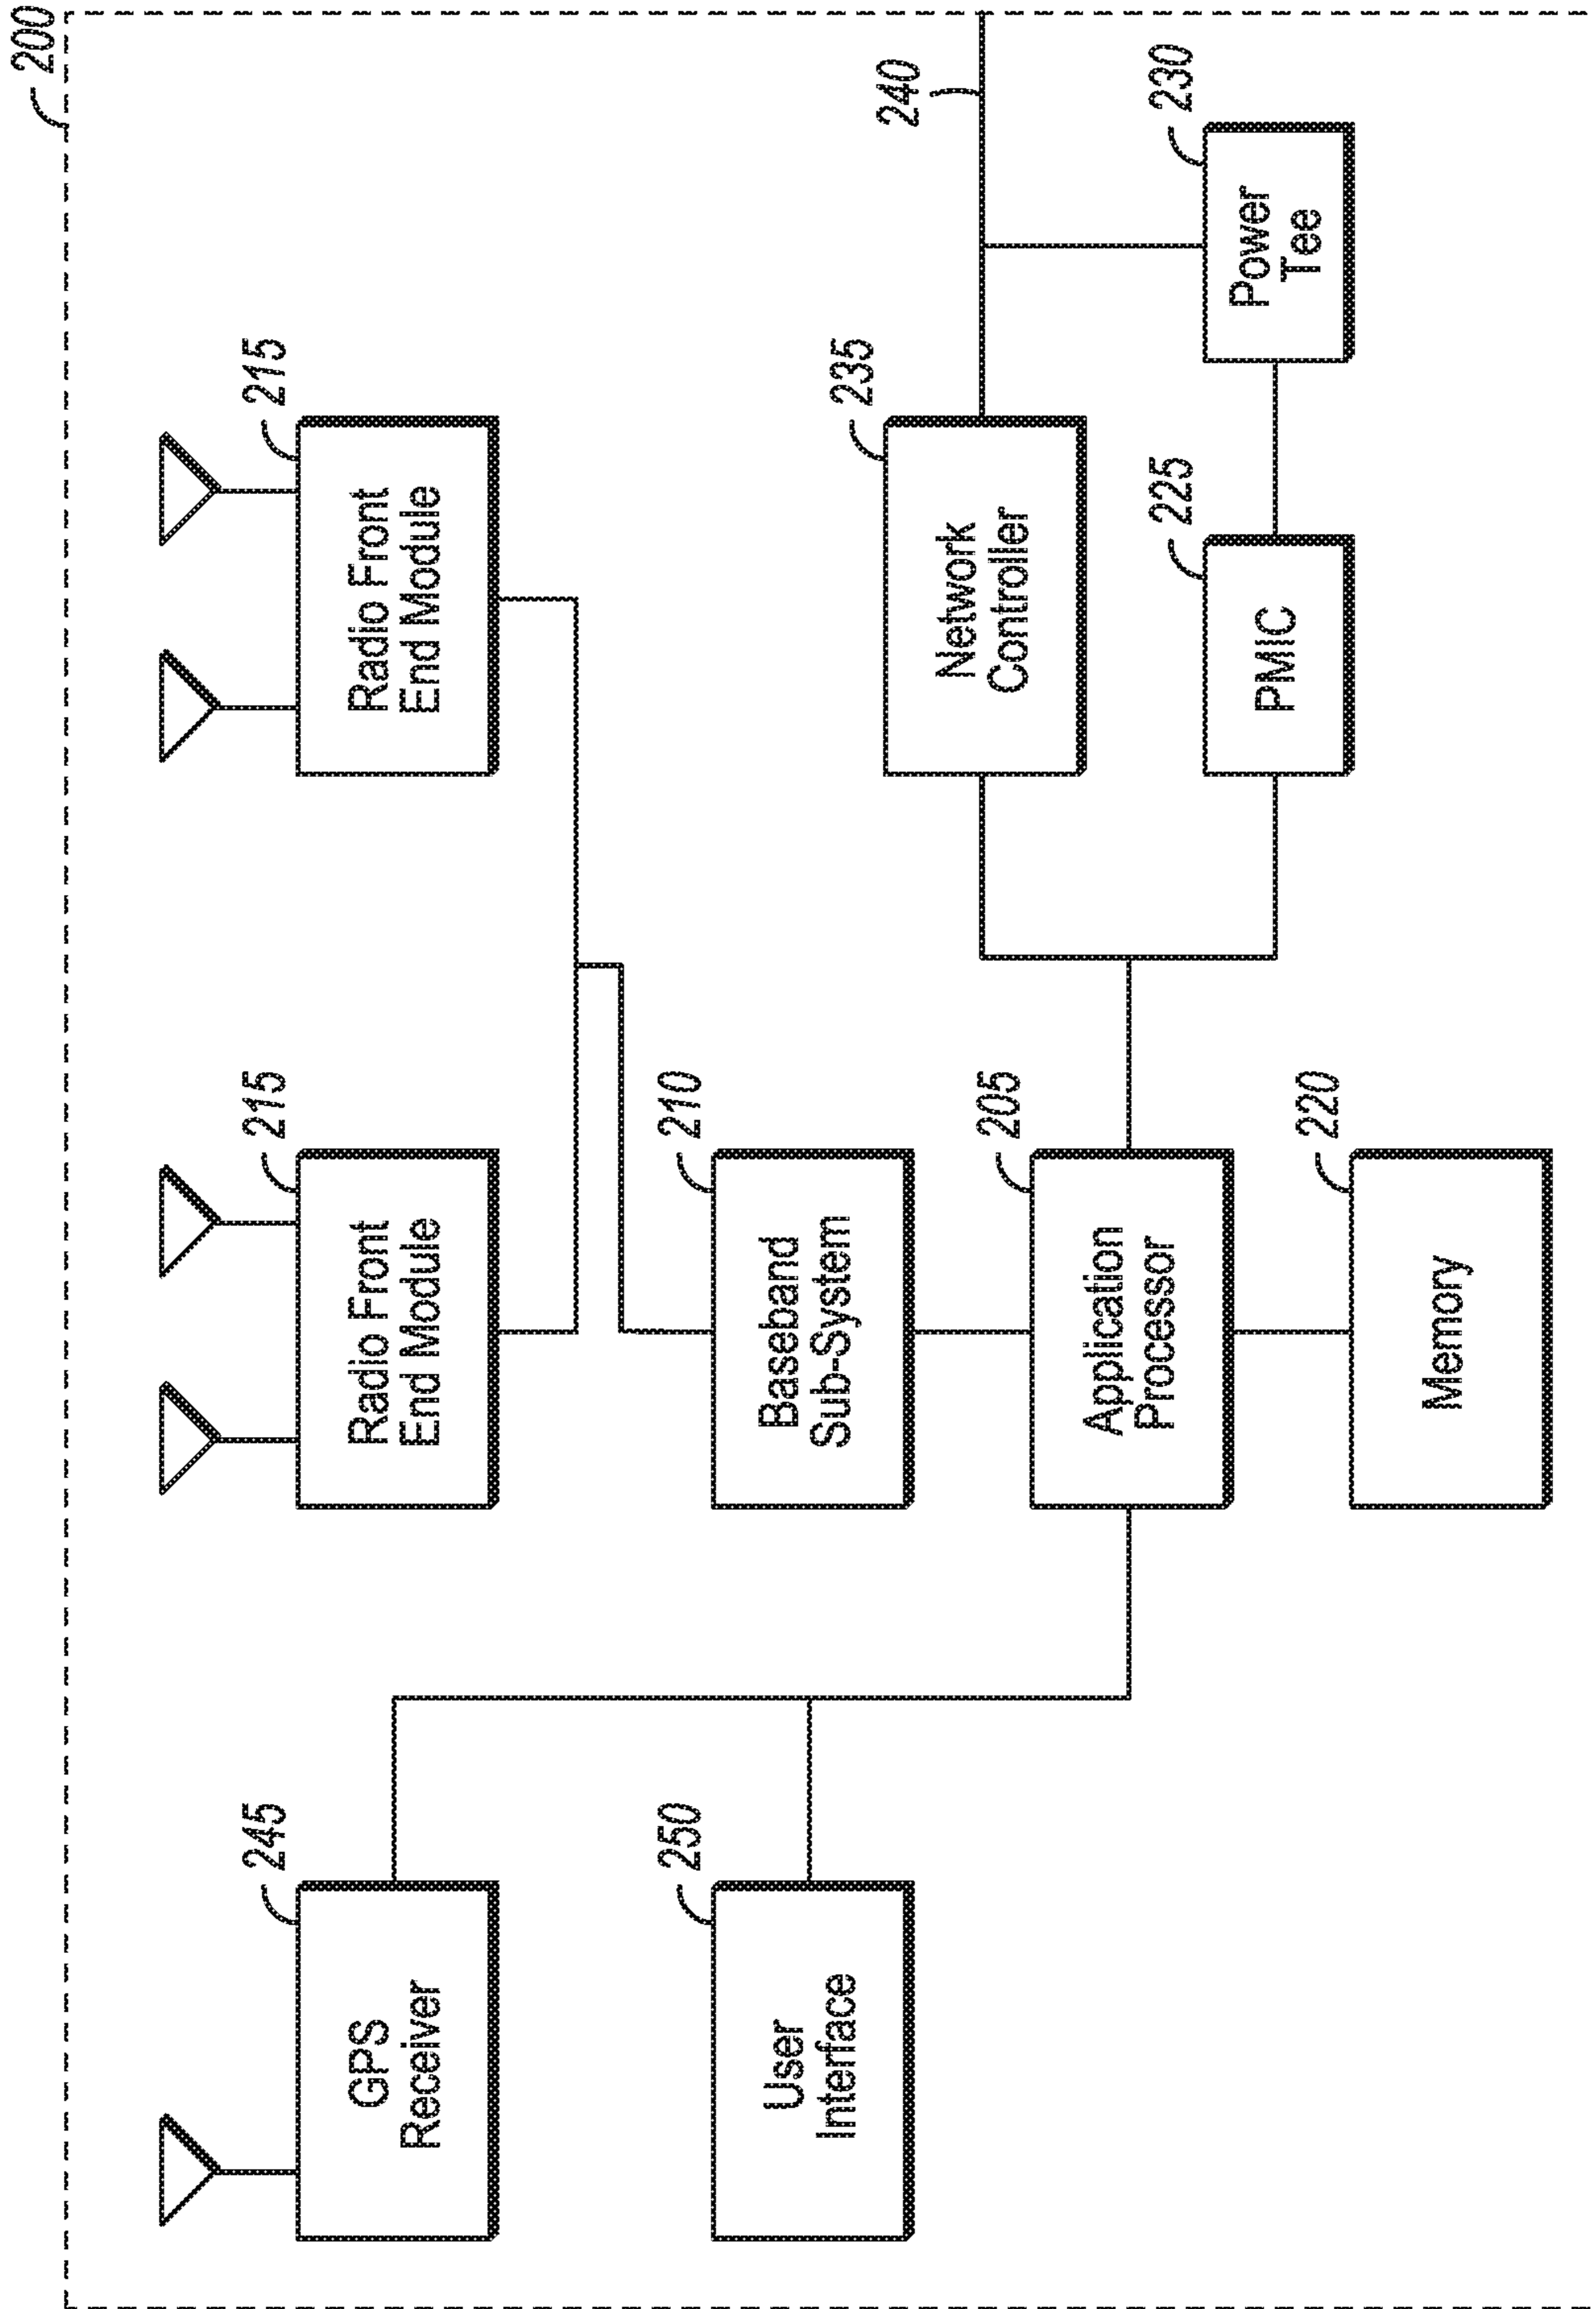 200
215
Radio Front
End Module
215
Radio Front
End Module
245
GPS
Receiver
250
User
Interface
210
Baseband
Sub-System
205
Application
Processor
220
Memory
235
Network
Controller
240
225
PMIC
230
Power
Tee